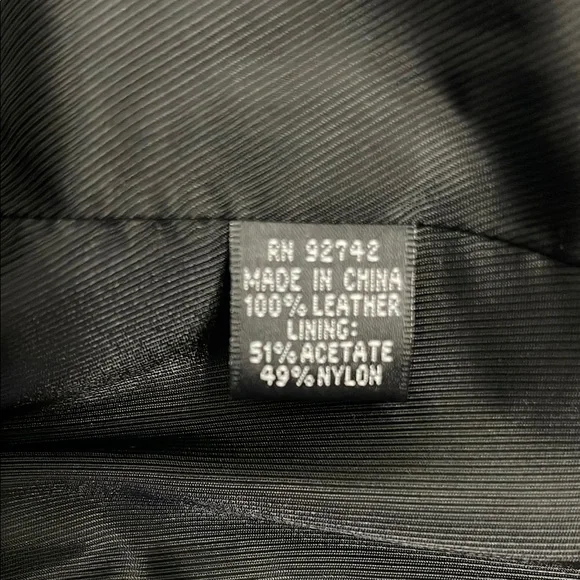 RN 92742
MADE IN CHINA
100% LEATHER
LINING:
51% ACETATE
49% NYLON